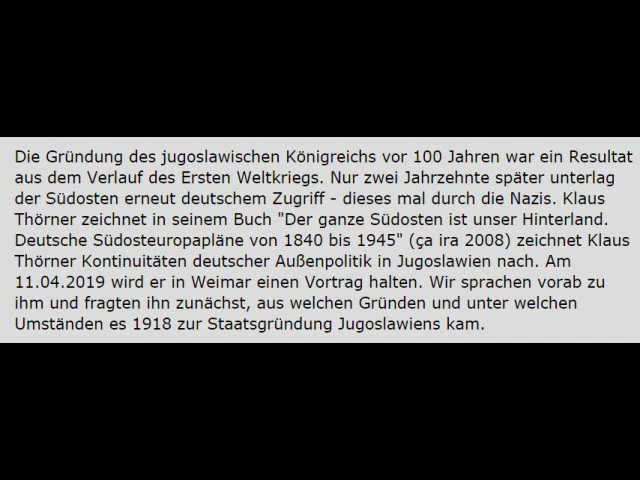 Die Gründung des jugoslawischen Königreichs vor 100 Jahren war ein Resultat
aus dem Verlauf des Ersten Weltkriegs. Nur zwei Jahrzehnte später unterlag
der Südosten erneut deutschem Zugriff - dieses mal durch die Nazis. Klaus
Thörner zeichnet in seinem Buch "Der ganze Südosten ist unser Hinterland.
Deutsche Südosteuropapläne von 1840 bis 1945" (ça ira 2008) zeichnet Klaus
Thörner Kontinuitäten deutscher Außenpolitik in Jugoslawien nach. Am
11.04.2019 wird er in Weimar einen Vortrag halten. Wir sprachen vorab zu
ihm und fragten ihn zunächst, aus welchen Gründen und unter welchen
Umständen es 1918 zur Staatsgründung Jugoslawiens kam.